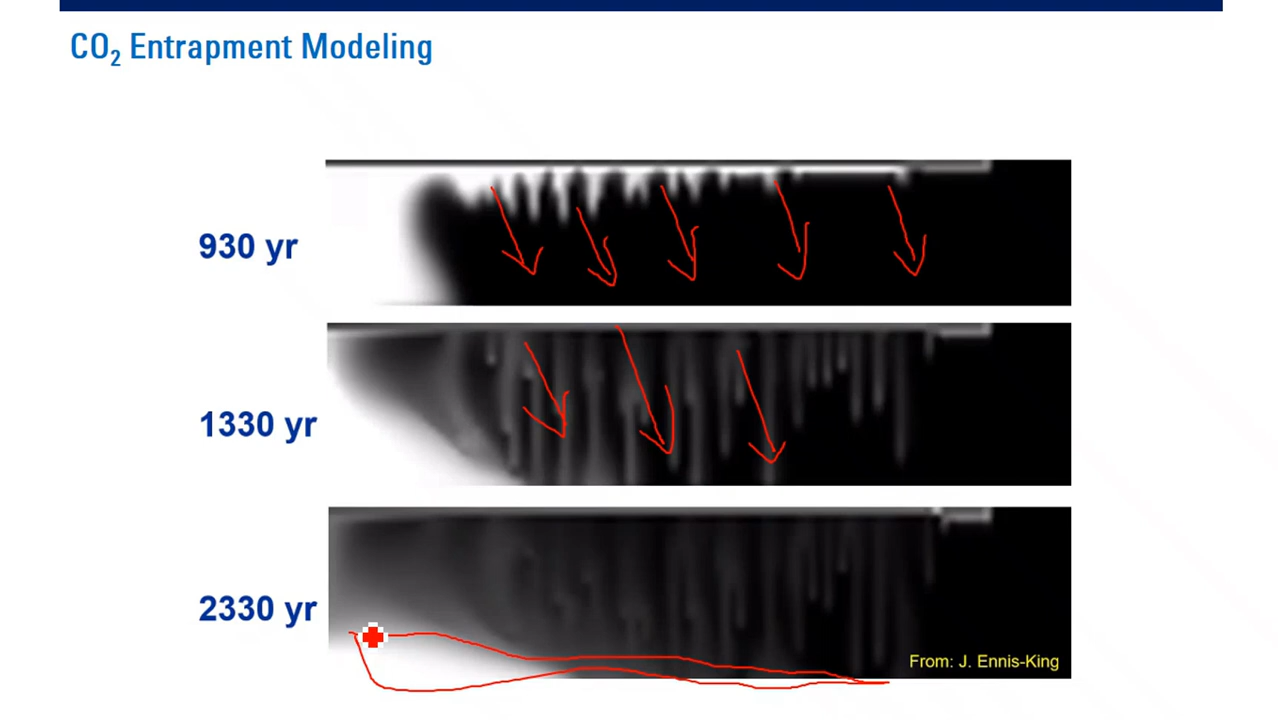 CO₂ Entrapment Modeling
930 yr
1330 yr
2330 yr
From: J. Ennis-King